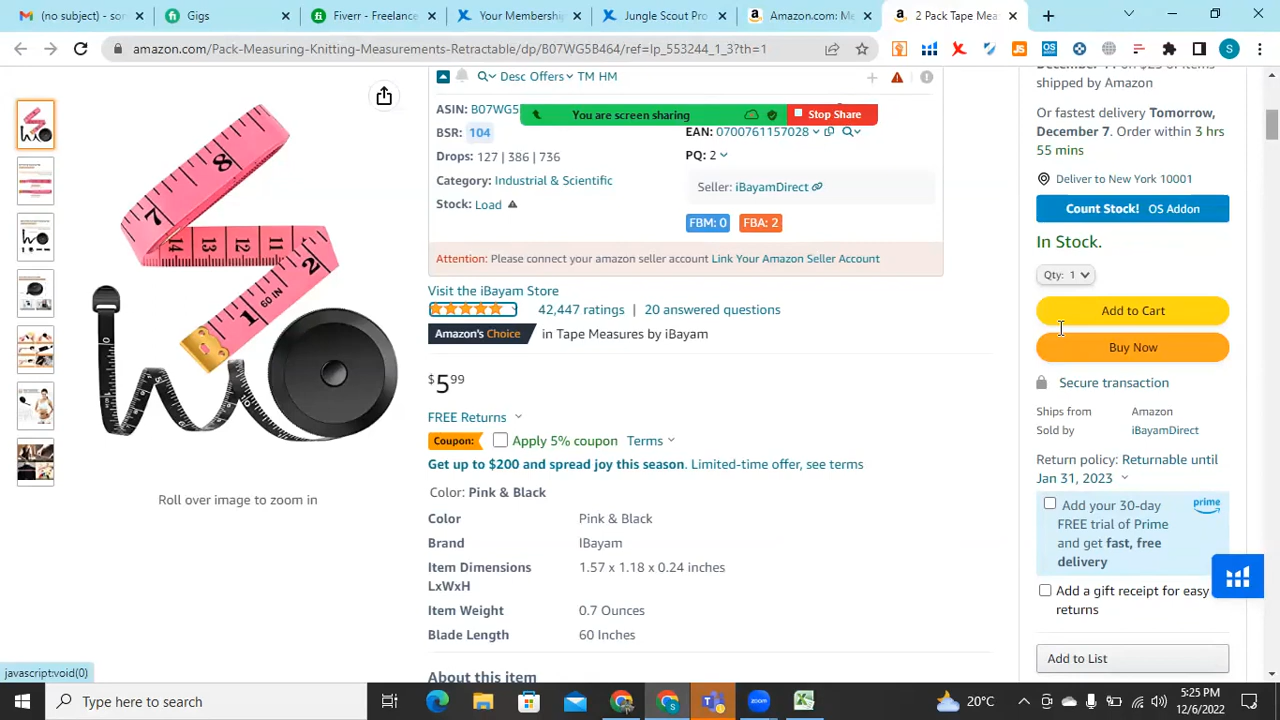 (no subject) - sor
Gigs
Fiverr - Freelance
Your Membership
Jungle Scout Pro
Amazon.com: M
2 Pack Tape Mea
amazon.com/Pack-Measuring-Knitting-Measurements-Retractable/dp/B07WG5B464/ref=lp_553244_1_3?th=1
Desc Offers TM HM
ASIN: B07WG5
You are screen sharing
Stop Share
BSR: 104
EAN: 0700761157028
Drops: 127 | 386 | 736
PQ: 2
Category: Industrial & Scientific
Seller: iBayamDirect
Stock: Load
FBM: 0
FBA: 2
Attention: Please connect your amazon seller account Link Your Amazon Seller Account
Visit the iBayam Store
42,447 ratings | 20 answered questions
Amazon's Choice in Tape Measures by iBayam
$5.99
FREE Returns
Coupon: Apply 5% coupon Terms
Get up to $200 and spread joy this season. Limited-time offer, see terms
Color: Pink & Black
Color Pink & Black
Brand IBayam
Item Dimensions LxWxH 1.57 x 1.18 x 0.24 inches
Item Weight 0.7 Ounces
Blade Length 60 Inches
About this item
Roll over image to zoom in
shipped by Amazon
Or fastest delivery Tomorrow,
December 7. Order within 3 hrs
55 mins
Deliver to New York 10001
Count Stock! OS Addon
In Stock.
Qty: 1
Add to Cart
Buy Now
Secure transaction
Ships from Amazon
Sold by iBayamDirect
Return policy: Returnable until
Jan 31, 2023
Add your 30-day
FREE trial of Prime
and get fast, free
delivery
prime
Add a gift receipt for easy
returns
Add to List
javascript:void(0)
Type here to search
20°C
5:25 PM
12/6/2022